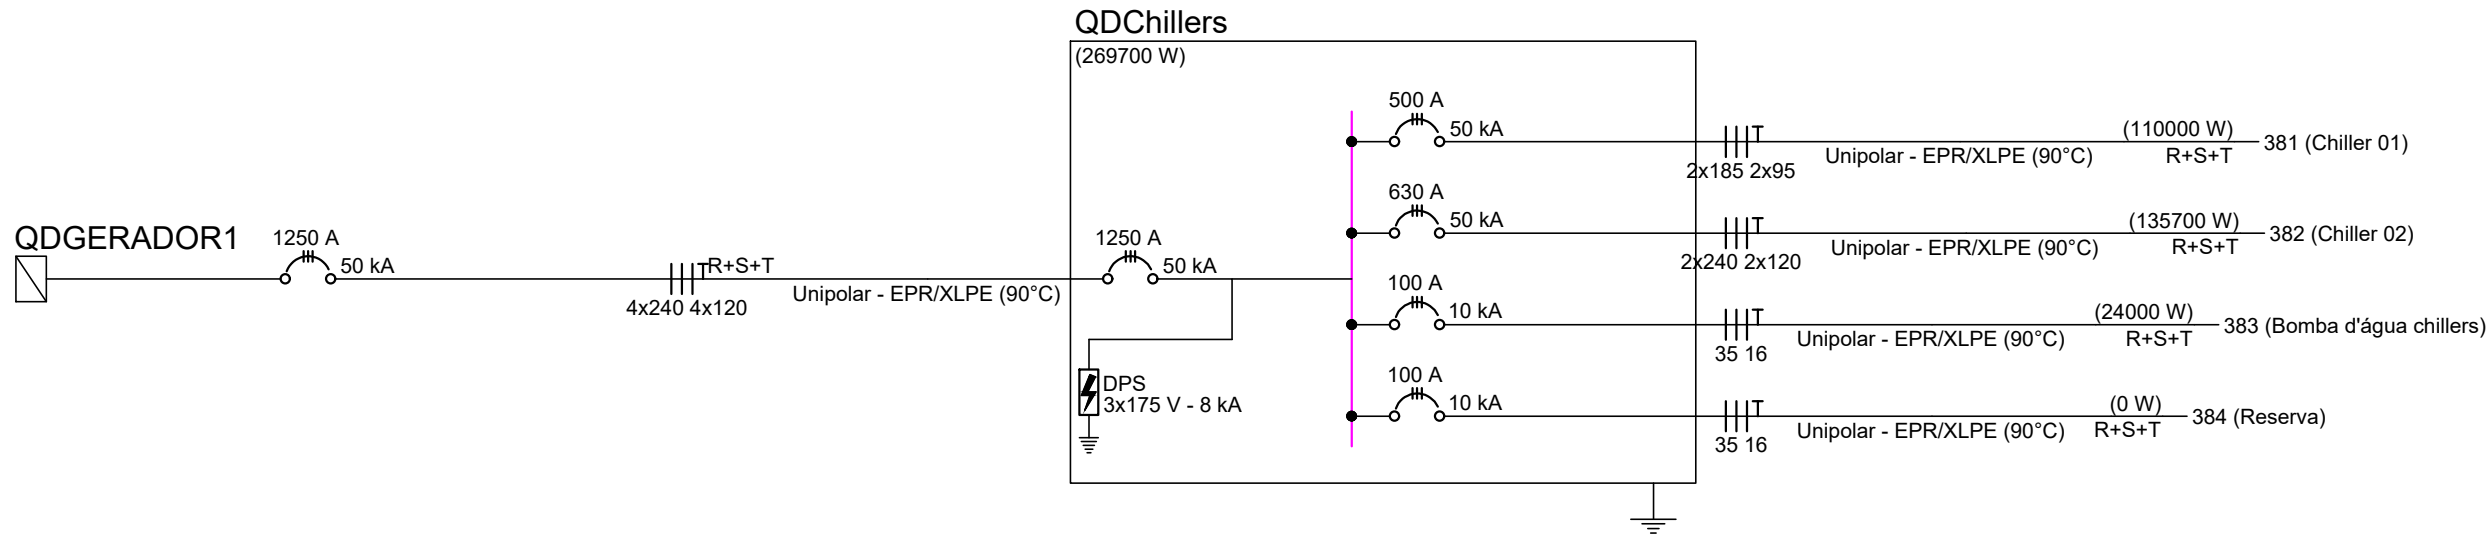 QDChillers
(269700 W)
QDGERADOR1
1250 A
50 kA
R+S+T
4x240 4x120
Unipolar - EPR/XLPE (90°C)
1250 A
50 kA
DPS
3x175 V - 8 kA
500 A
50 kA
2x185 2x95
Unipolar - EPR/XLPE (90°C)
(110000 W)
R+S+T
381 (Chiller 01)
630 A
50 kA
2x240 2x120
Unipolar - EPR/XLPE (90°C)
(135700 W)
R+S+T
382 (Chiller 02)
100 A
10 kA
35 16
Unipolar - EPR/XLPE (90°C)
(24000 W)
R+S+T
383 (Bomba d'água chillers)
100 A
10 kA
35 16
Unipolar - EPR/XLPE (90°C)
(0 W)
R+S+T
384 (Reserva)